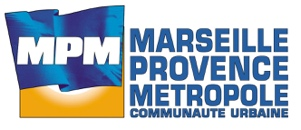 MPM
MARSEILLE
PROVENCE
METROPOLE
COMMUNAUTE URBAINE